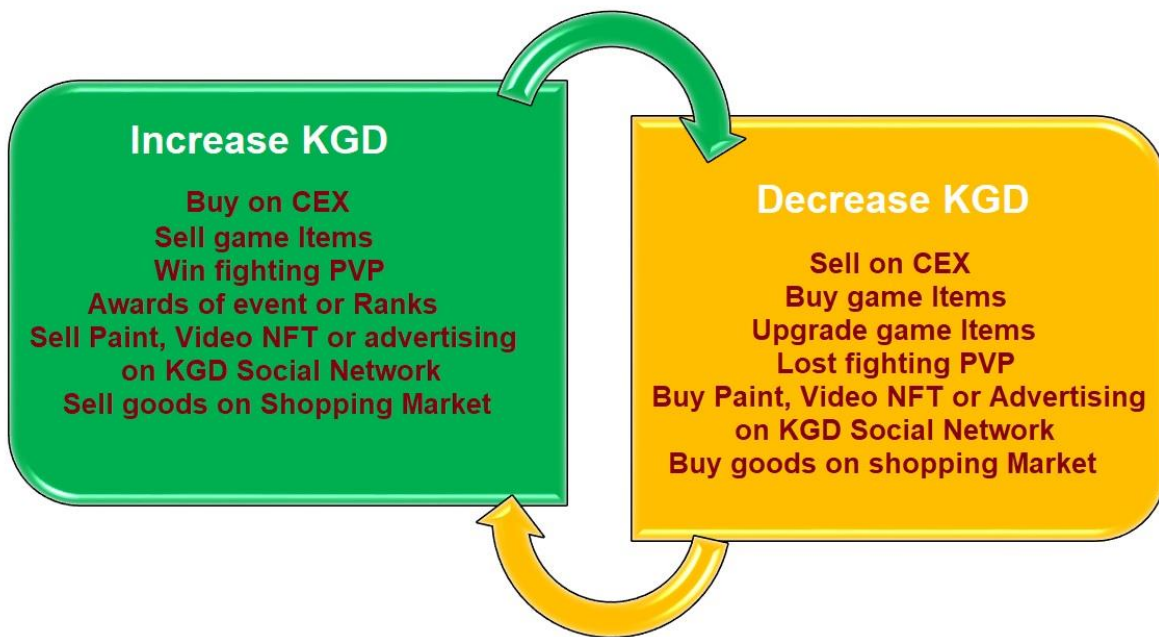 Increase KGD
Buy on CEX
Sell game Items
Win fighting PVP
Awards of event or Ranks
Sell Paint, Video NFT or advertising
on KGD Social Network
Sell goods on Shopping Market
Decrease KGD
Sell on CEX
Buy game Items
Upgrade game Items
Lost fighting PVP
Buy Paint, Video NFT or Advertising
on KGD Social Network
Buy goods on shopping Market